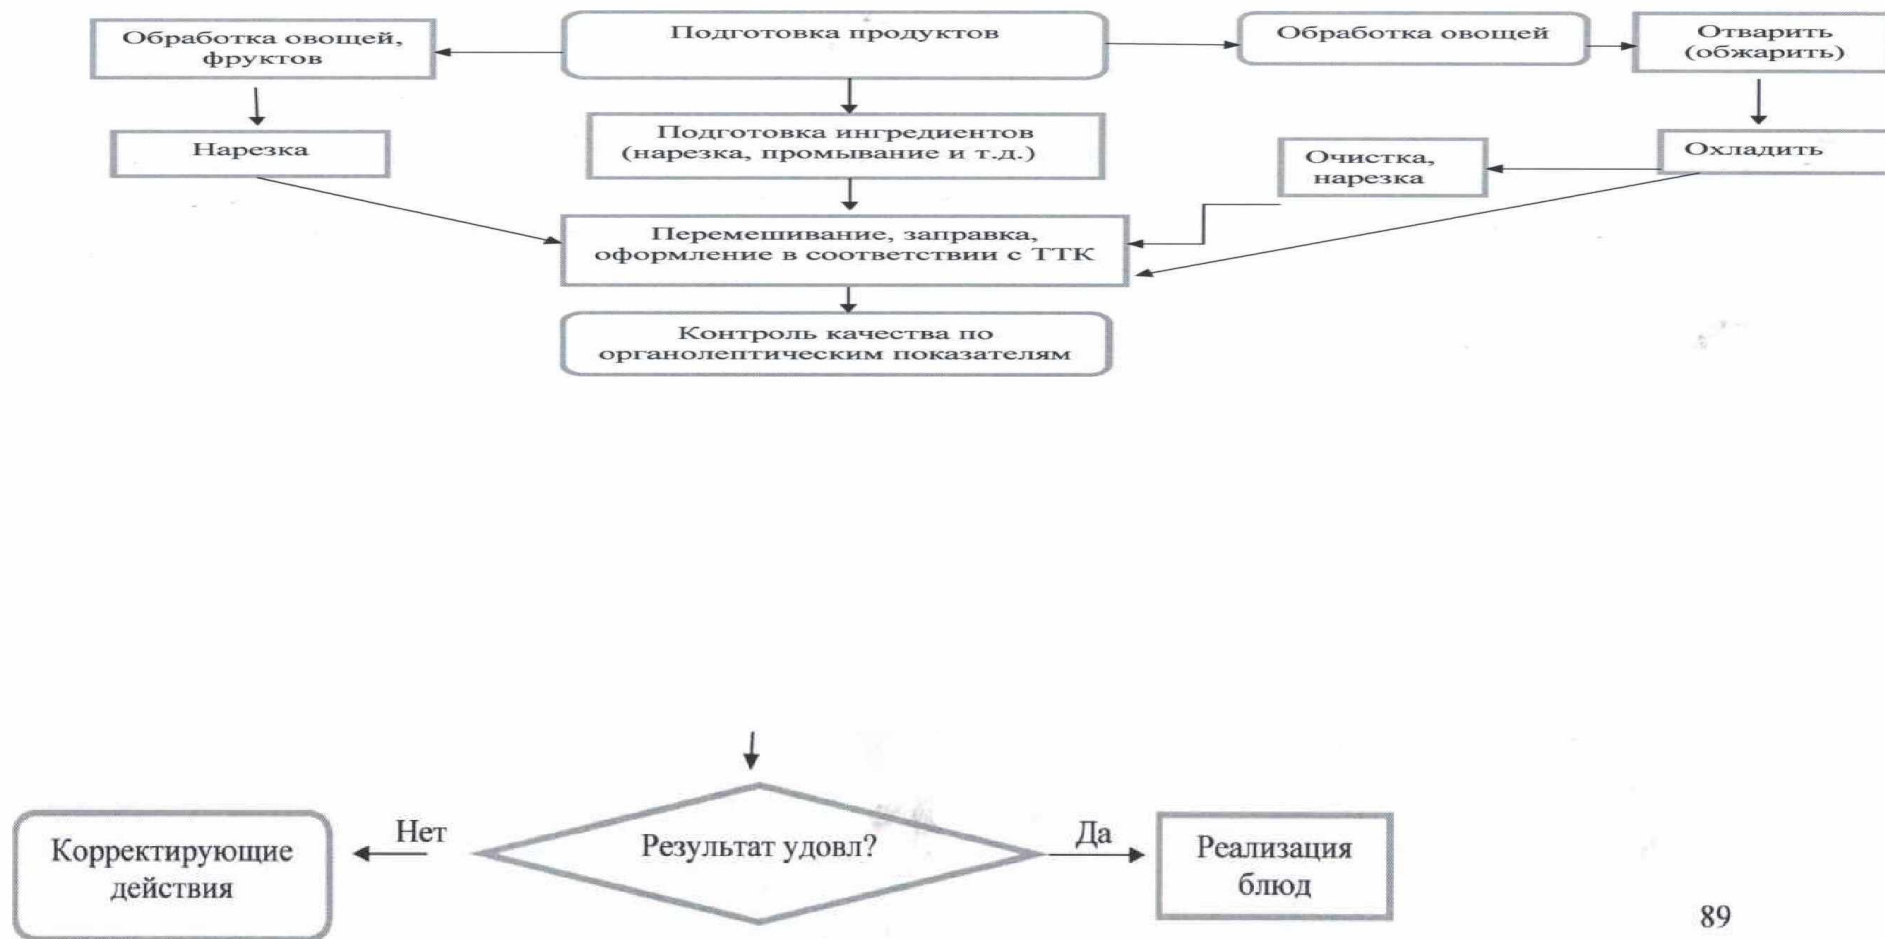 Обработка овощей,
фруктов
Подготовка продуктов
Обработка овощей
Отварить
(обжарить)
Нарезка
Подготовка ингредиентов
(нарезка, промывание и т.д.)
Очистка,
нарезка
Охладить
Перемешивание, заправка,
оформление в соответствии с ТТК
Контроль качества по
органолептическим показателям
Корректирующие
действия
Нет
Результат удовл?
Да
Реализация
блюд
89